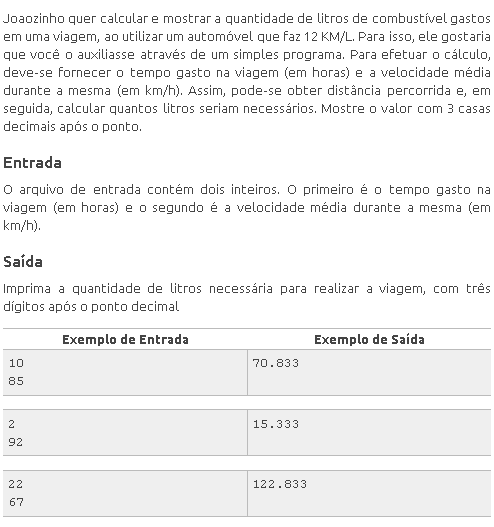 Joaozinho quer calcular e mostrar a quantidade de litros de combustível gastos
em uma viagem, ao utilizar um automóvel que faz 12 KM/L. Para isso, ele gostaria
que você o auxiliasse através de um simples programa. Para efetuar o cálculo,
deve-se fornecer o tempo gasto na viagem (em horas) e a velocidade média
durante a mesma (em km/h). Assim, pode-se obter distância percorrida e, em
seguida, calcular quantos litros seriam necessários. Mostre o valor com 3 casas
decimais após o ponto.
Entrada
O arquivo de entrada contém dois inteiros. O primeiro é o tempo gasto na
viagem (em horas) e o segundo é a velocidade média durante a mesma (em
km/h).
Saída
Imprima a quantidade de litros necessária para realizar a viagem, com três
dígitos após o ponto decimal
Exemplo de Entrada Exemplo de Saída
10 70.833
85
2 15.333
92
22 122.833
67